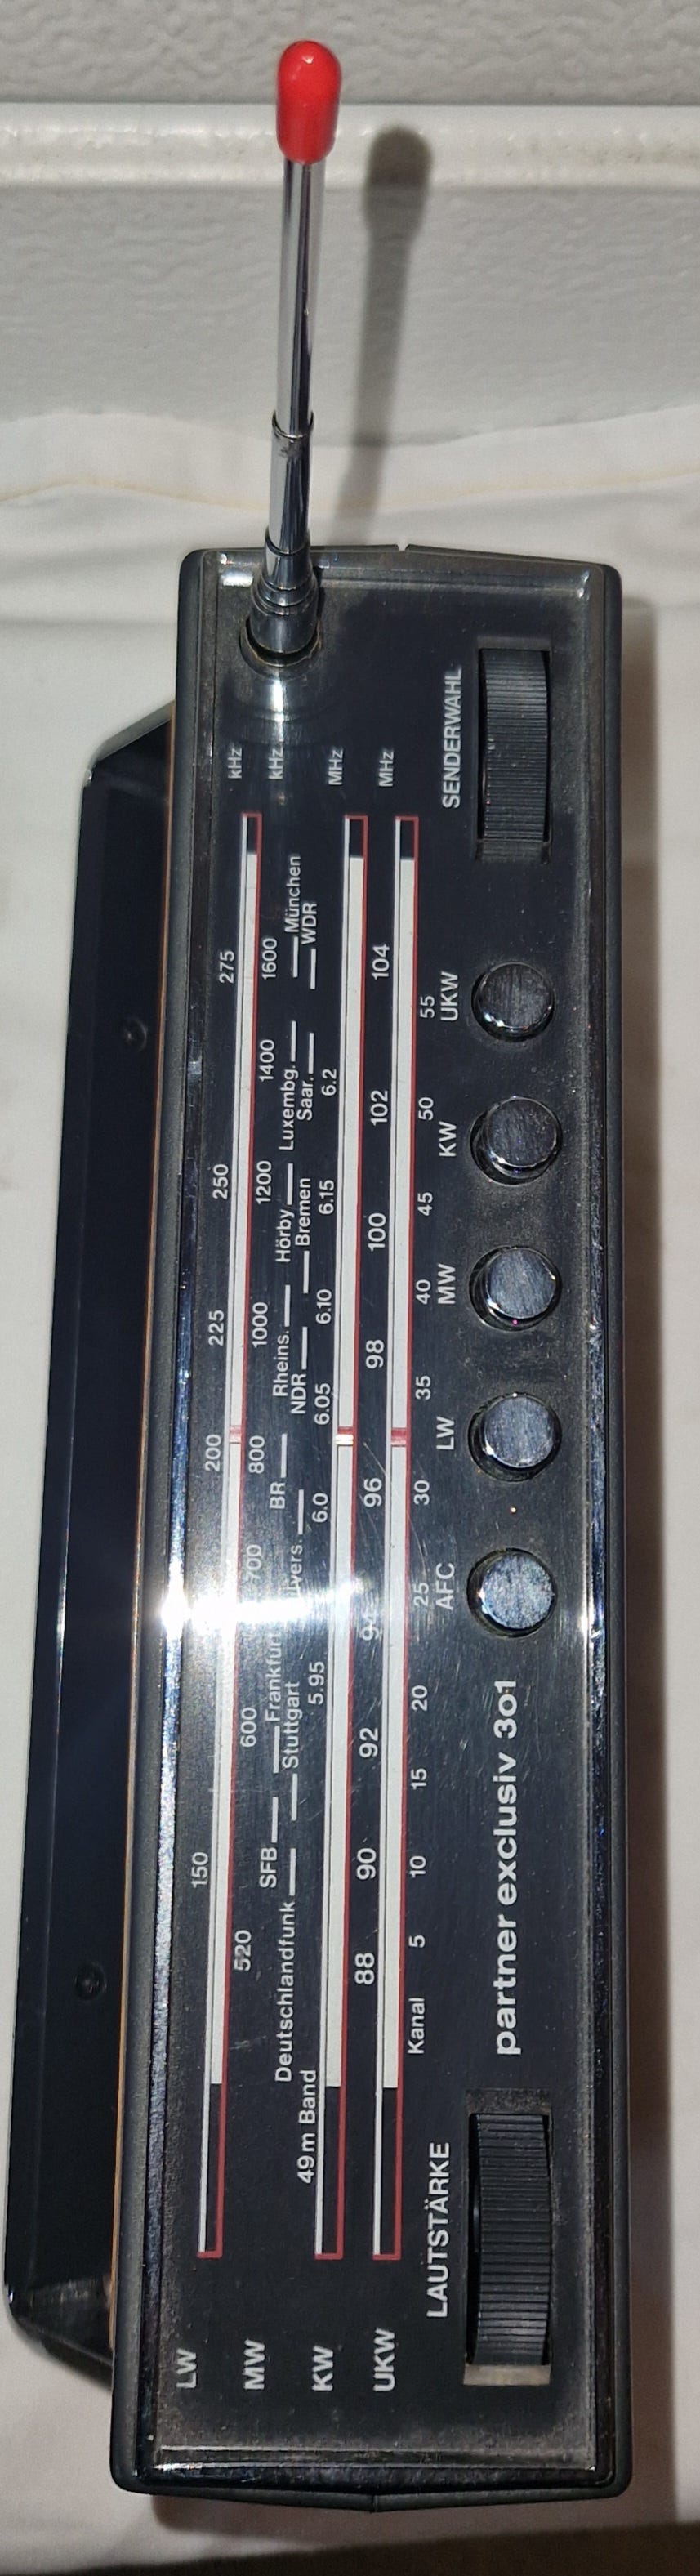 LW 150 200 225 250 275 kHz
MW 520 600 700 800 1000 1200 1400 1600 kHz
SFB Frankfurt BR Rheins. Hörby Luxembg. München
Deutschlandfunk Stuttgart NDR Bremen Saar. WDR
KW 49m Band 5.95 6.0 6.05 6.10 6.15 6.2 MHz
UKW 88 90 92 94 96 98 100 102 104 MHz
Kanal 5 10 15 20 25 30 35 40 45 50 55
LAUTSTÄRKE AFC LW MW KW UKW SENDERWAHL
partner exclusiv 301